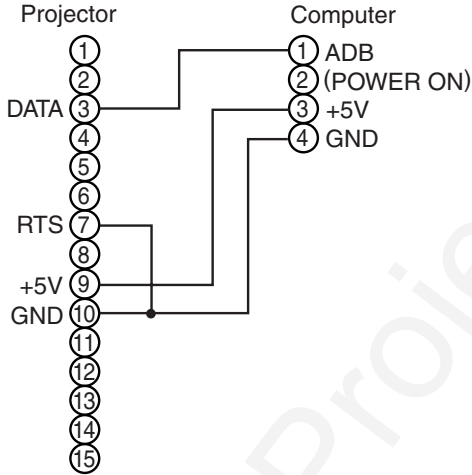 Projector Computer
1 1 ADB
2 2 (POWER ON)
DATA 3 3 +5V
4 4 GND
5
6
RTS 7
8
+5V 9
GND 10
11
12
13
14
15
Proje